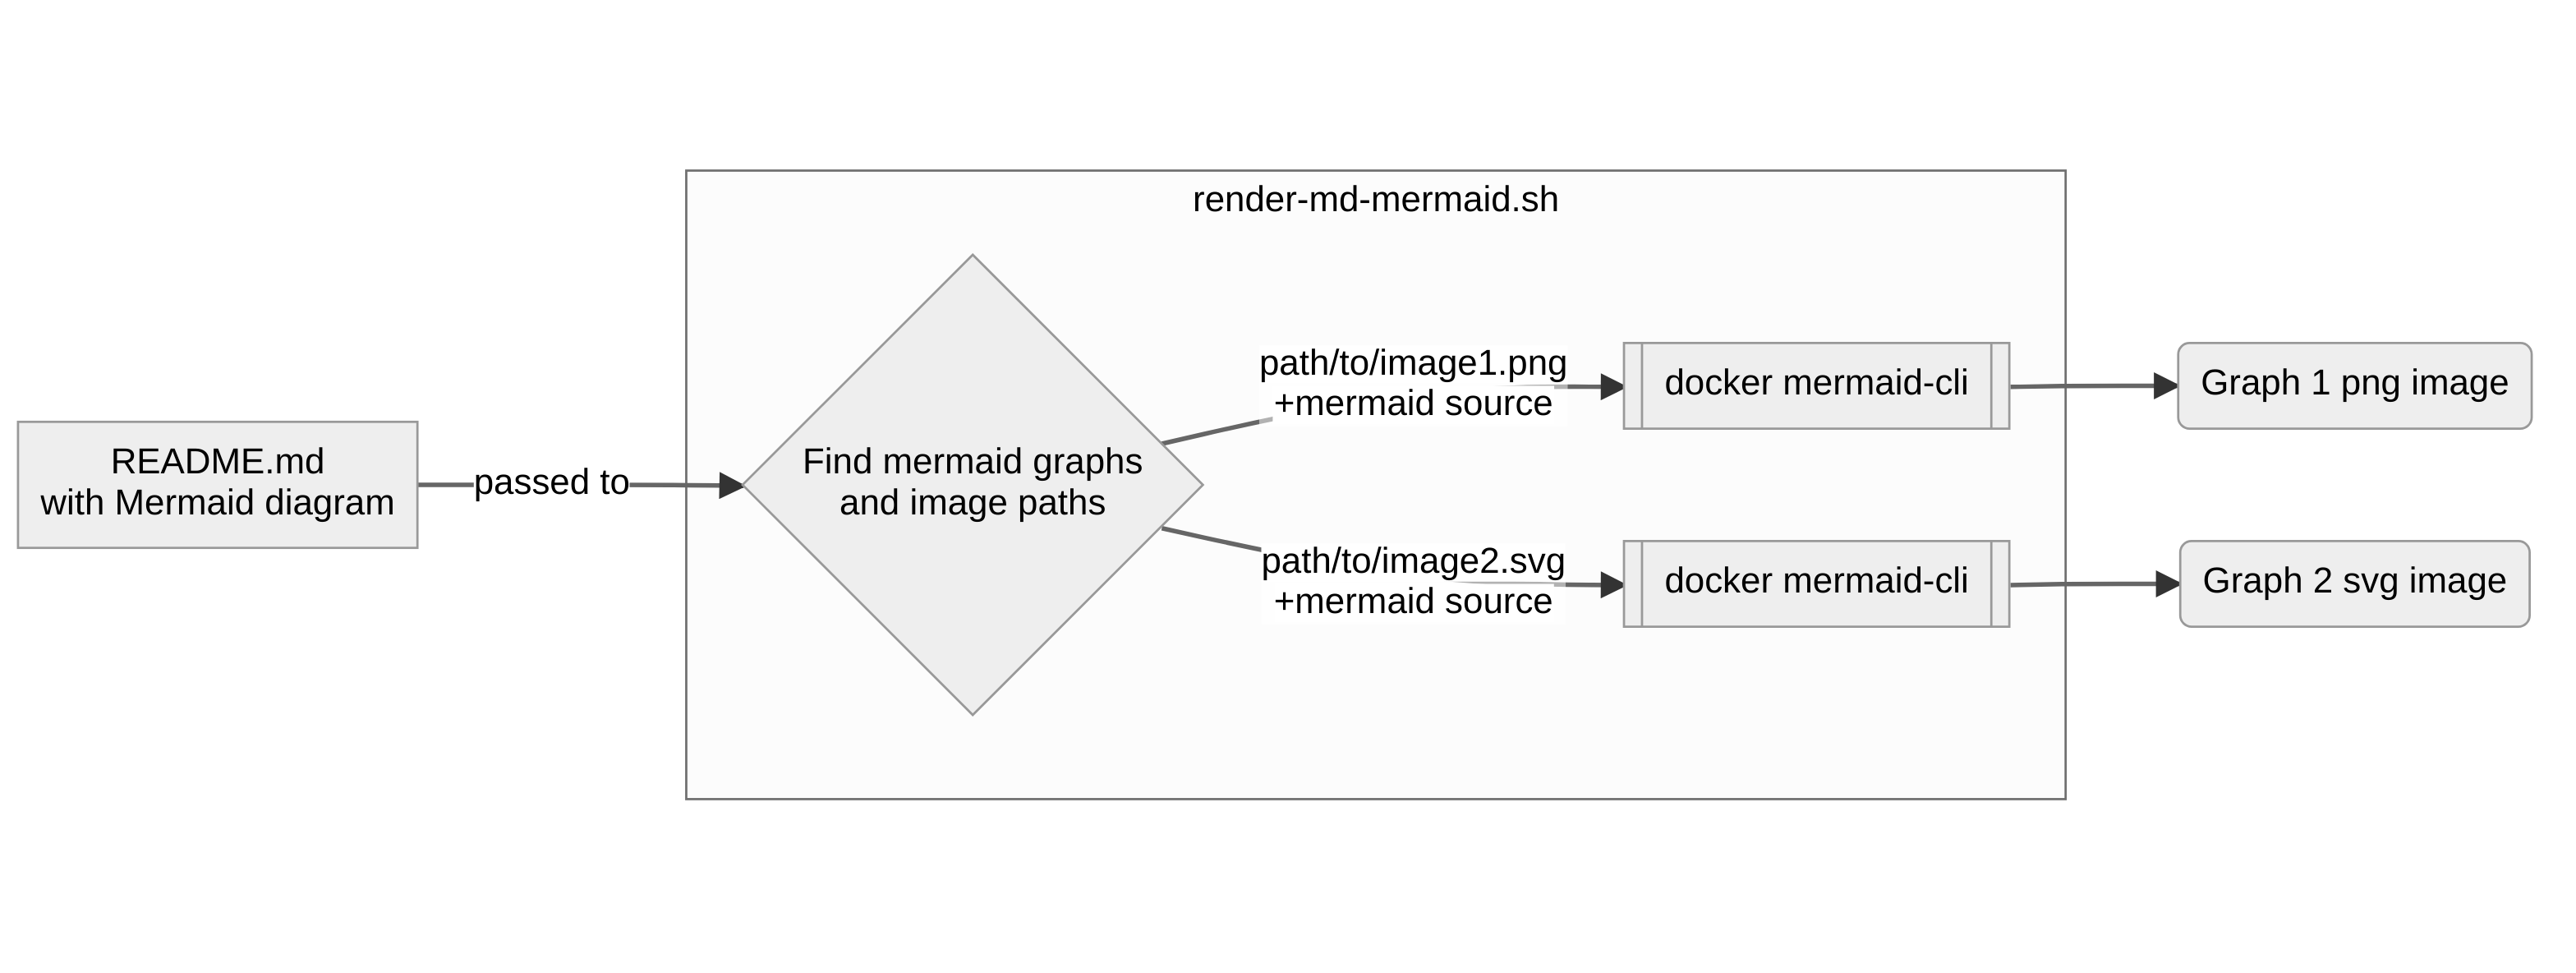 render-md-mermaid.sh
README.md
with Mermaid diagram
passed to
Find mermaid graphs
and image paths
path/to/image1.png
+mermaid source
docker mermaid-cli
Graph 1 png image
path/to/image2.svg
+mermaid source
docker mermaid-cli
Graph 2 svg image